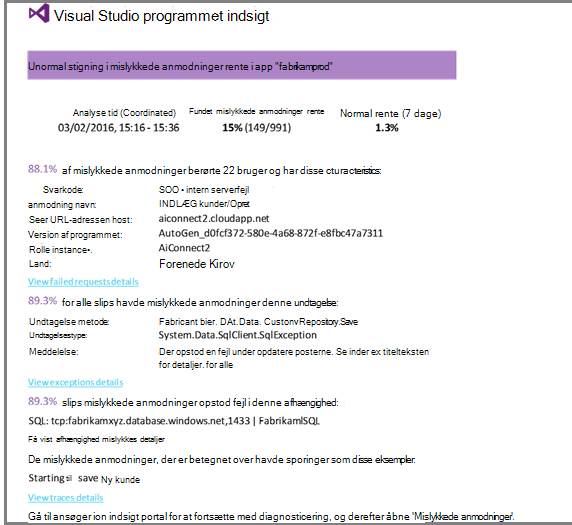 Visual Studio programmet indsigt
Unormal stigning i mislykkede anmodninger rente i app "fabrikamprod"
Analyse tid (Coordinated) Fundet mislykkede anmodninger rente Normal rente (7 dage)
03/02/2016, 15:16 - 15:36 15% (149/991) 1.3%
88.1% af mislykkede anmodninger berørte 22 bruger og har disse cturacteristics:
Svarkode: SOO • intern serverfejl
anmodning navn: INDLÆG kunder/Opret
Seer URL-adressen host: aiconnect2.cloudapp.net
Version af programmet: AutoGen_d0fcf372-580e-4a68-872f-e8fbc47a7311
Rolle instance•. AiConnect2
Land: Forenede Kirov
View failed requests details
89.3% for alle slips havde mislykkede anmodninger denne undtagelse:
Undtagelse metode: Fabricant bier. DAt.Data. CustonvRepository.Save
Undtagelsestype: System.Data.SqlClient.SqlException
Meddelelse: Der opstod en fejl under opdatere posterne. Se inder ex titelteksten
for detaljer. for alle
View exceptions details
89.3% slips mislykkede anmodninger opstod fejl i denne afhængighed:
SQL: tcp:fabrikamxyz.database.windows.net,1433 | FabrikamlSQL
Få vist afhængighed mislykkes detaljer
De mislykkede anmodninger, der er betegnet over havde sporinger som disse eksempler.
Starting til save Ny kunde
View traces details
Gå til ansøger ion indsigt portal for at fortsætte med diagnosticering, og derefter åbne 'Mislykkede anmodninger'.